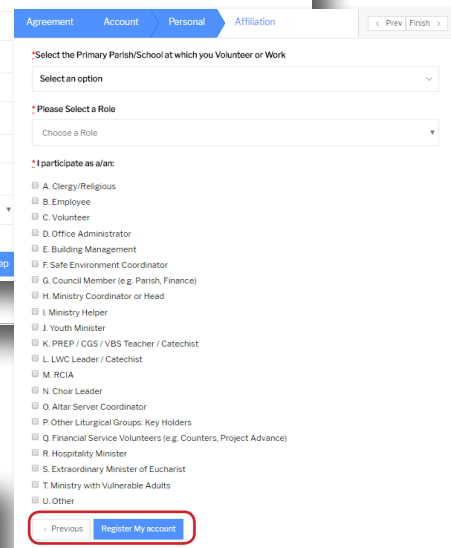 Agreement Account Personal Affiliation < Prev Finish >
*Select the Primary Parish/School at which you Volunteer or Work
Select an option
* Please Select a Role
Choose a Role
* I participate as a/an:
A. Clergy/Religious
B. Employee
C. Volunteer
D. Office Administrator
E. Building Management
F. Safe Environment Coordinator
G. Council Member (e.g. Parish, Finance)
H. Ministry Coordinator or Head
I. Ministry Helper
J. Youth Minister
K. PREP / CGS / VBS Teacher / Catechist
L. LWC Leader / Catechist
M. RCIA
N. Choir Leader
O. Altar Server Coordinator
P. Other Liturgical Groups: Key Holders
Q. Financial Service Volunteers (e.g. Counters, Project Advance)
R. Hospitality Minister
S. Extraordinary Minister of Eucharist
T. Ministry with Vulnerable Adults
U. Other
ep
< Previous Register My account